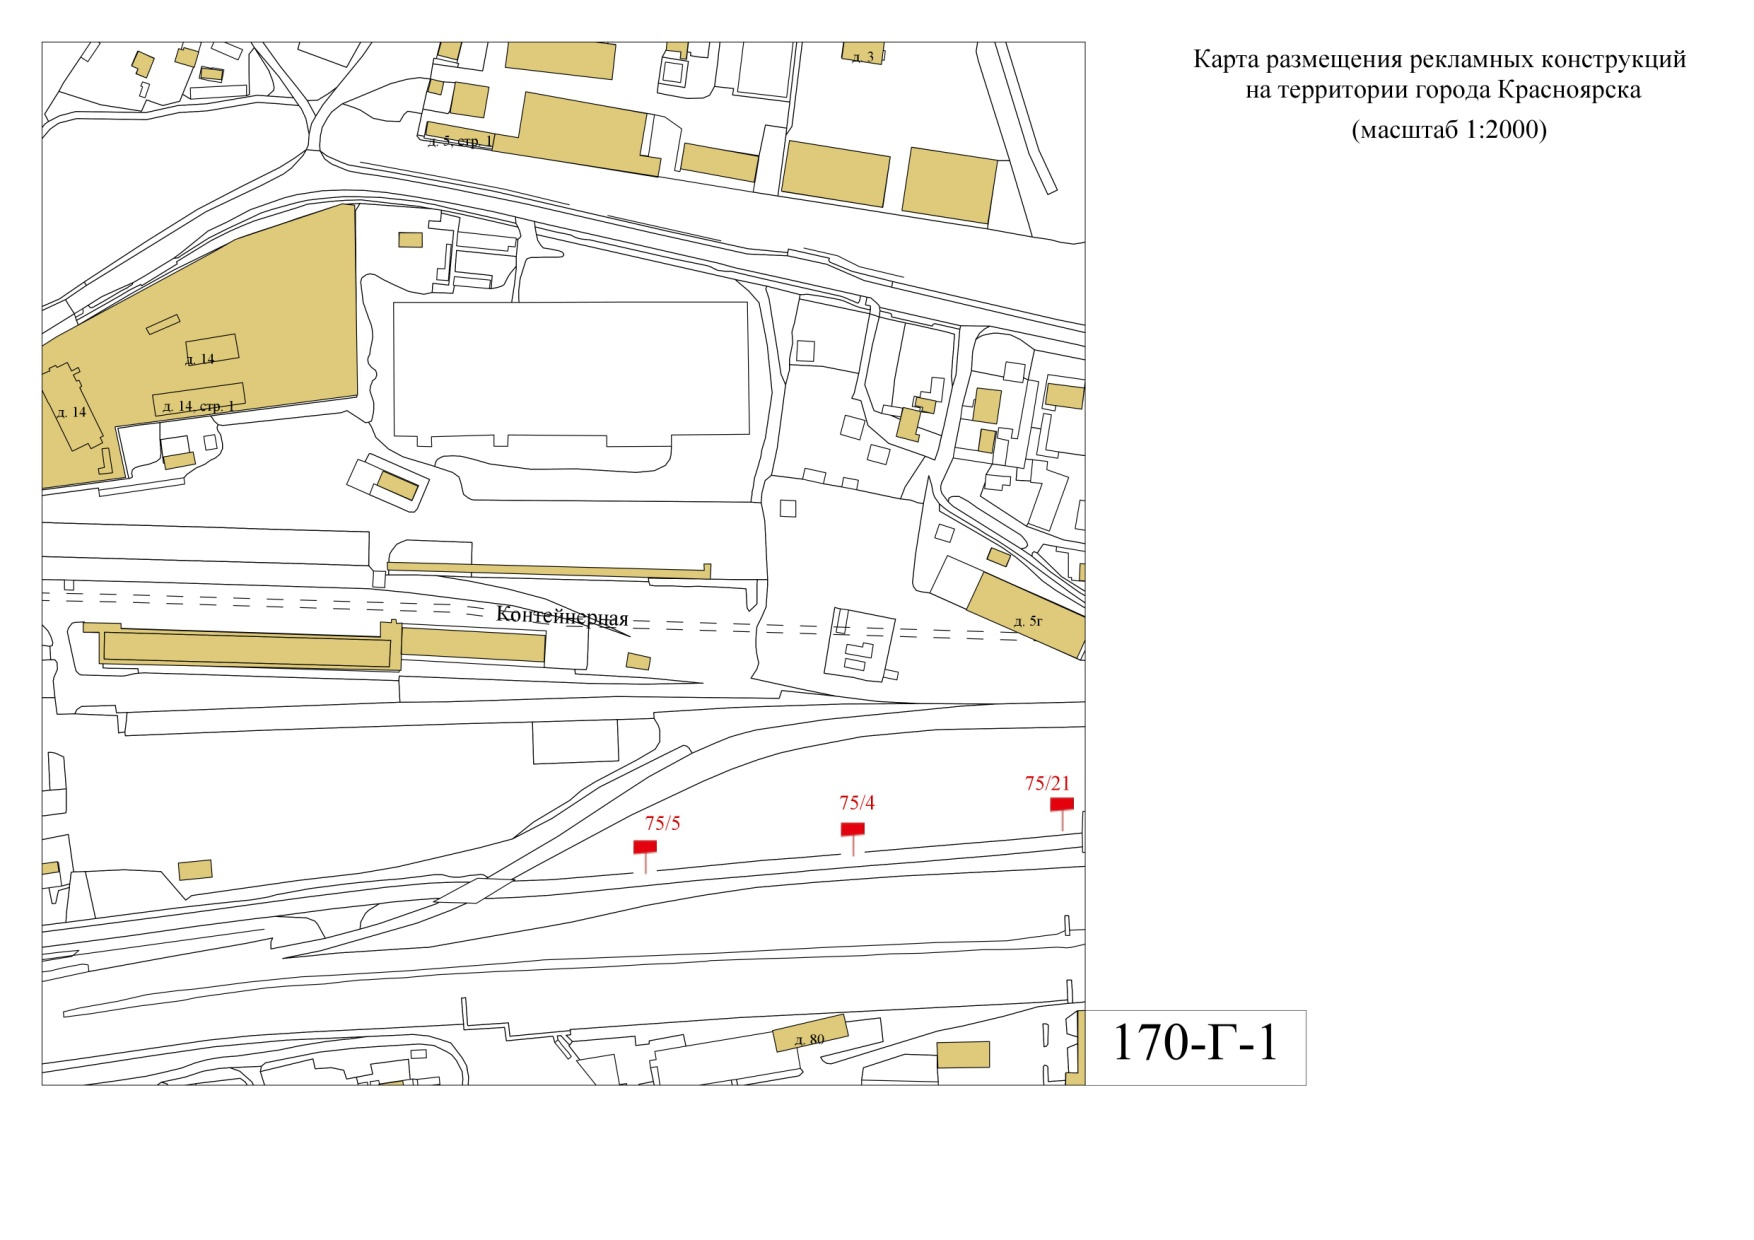 Карта размещения рекламных конструкций
на территории города Красноярска
(масштаб 1:2000)
д. 3
д. 5, стр. 1
д. 14
д. 14, стр. 1
д. 14
Контейнерная
д. 5г
75/21
75/4
75/5
д. 80
170-Г-1